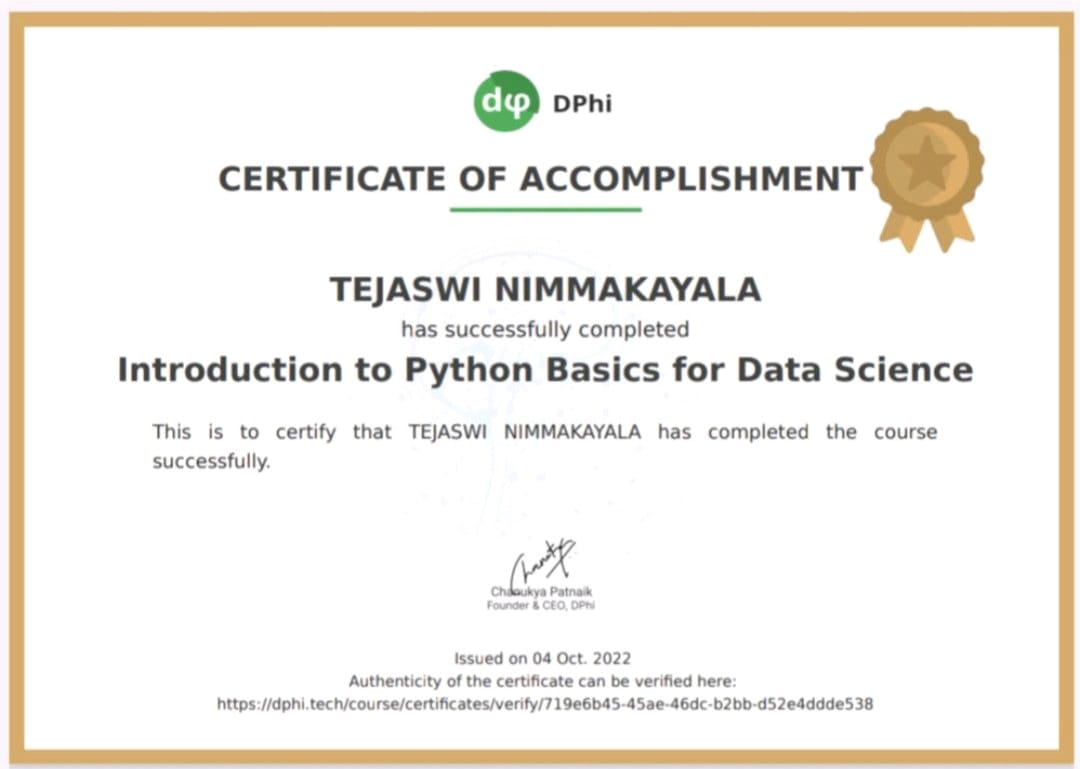 dφ DPhi
CERTIFICATE OF ACCOMPLISHMENT
TEJASWI NIMMAKAYALA
has successfully completed
Introduction to Python Basics for Data Science
This is to certify that TEJASWI NIMMAKAYALA has completed the course
successfully.
Chanukya Patnaik
Founder & CEO, DPhi
Issued on 04 Oct. 2022
Authenticity of the certificate can be verified here:
https://dphi.tech/course/certificates/verify/719e6b45-45ae-46dc-b2bb-d52e4ddde538